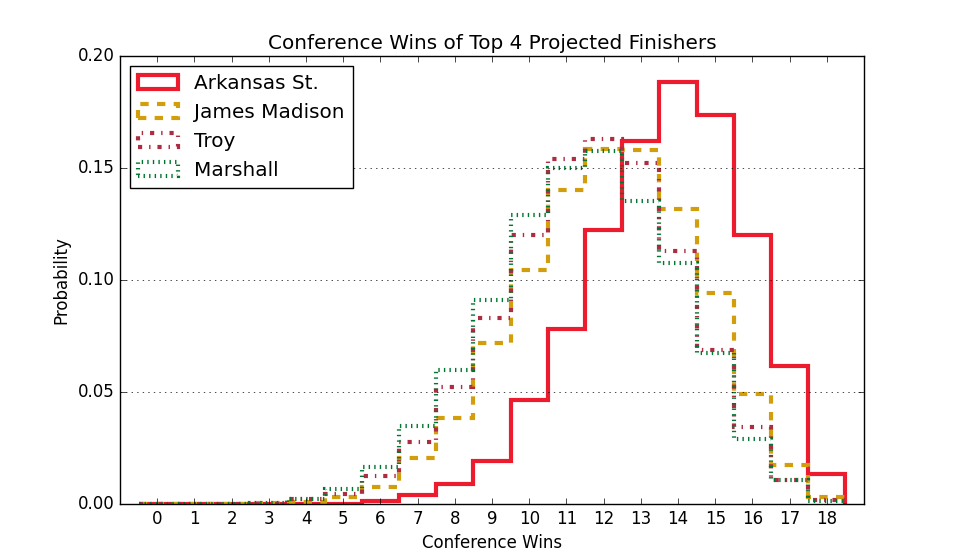 Conference Wins of Top 4 Projected Finishers
0.20
0.15
0.10
0.05
0.00
Probability
Arkansas St.
James Madison
Troy
Marshall
0 1 2 3 4 5 6 7 8 9 10 11 12 13 14 15 16 17 18
Conference Wins